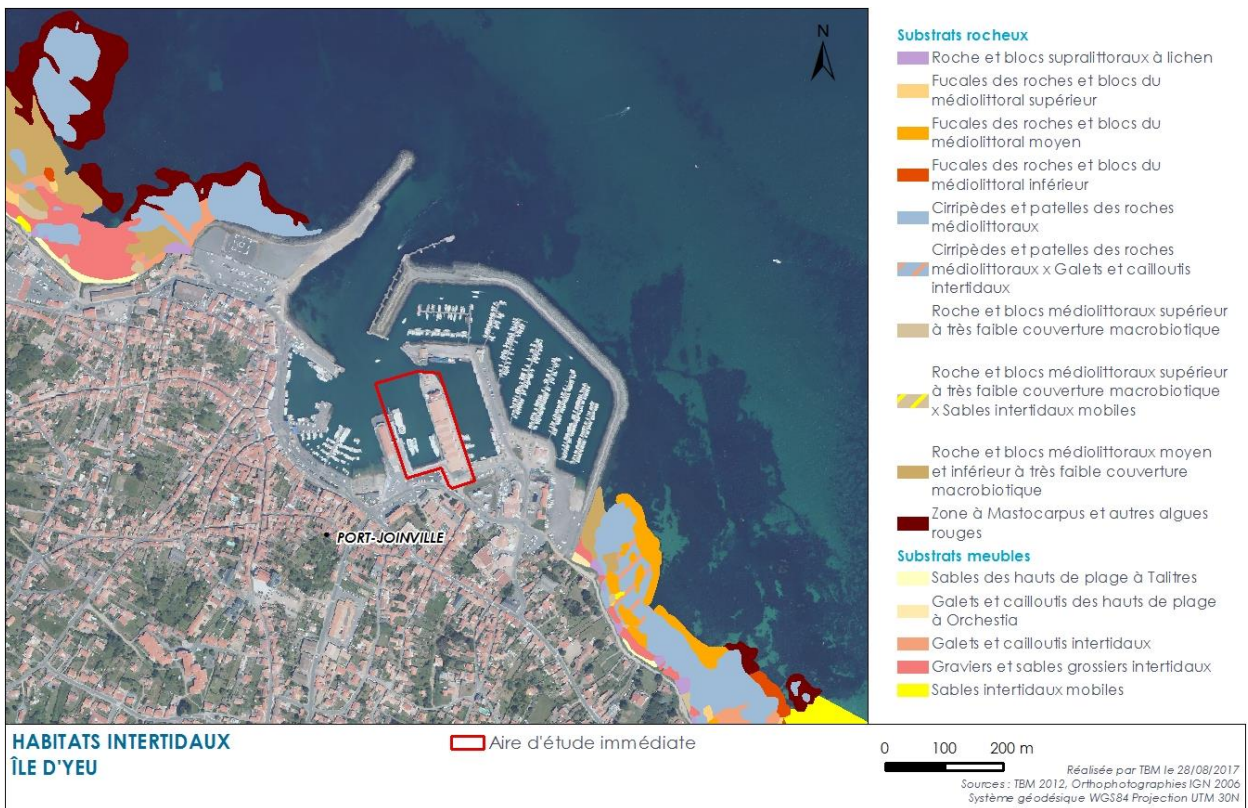 N
PORT-JOINVILLE
Substrats rocheux
Roche et blocs supralittoraux à lichen
Fucales des roches et blocs du
médiolittoral supérieur
Fucales des roches et blocs du
médiolittoral moyen
Fucales des roches et blocs du
médiolittoral inférieur
Cirripèdes et patelles des roches
médiolittoraux
Cirripèdes et patelles des roches
médiolittoraux x Galets et cailloutis
intertidaux
Roche et blocs médiolittoraux supérieur
à très faible couverture macrobiotique
Roche et blocs médiolittoraux supérieur
à très faible couverture macrobiotique
x Sables intertidaux mobiles
Roche et blocs médiolittoraux moyen
et inférieur à très faible couverture
macrobiotique
Zone à Mastocarpus et autres algues
rouges
Substrats meubles
Sables des hauts de plage à Talitres
Galets et cailloutis des hauts de plage
à Orchestia
Galets et cailloutis intertidaux
Graviers et sables grossiers intertidaux
Sables intertidaux mobiles
HABITATS INTERTIDAUX
ÎLE D'YEU
Aire d'étude immédiate
0 100 200 m
Réalisée par TBM le 28/08/2017
Sources : TBM 2012, Orthophotographies IGN 2006
Système géodésique WGS84 Projection UTM 30N